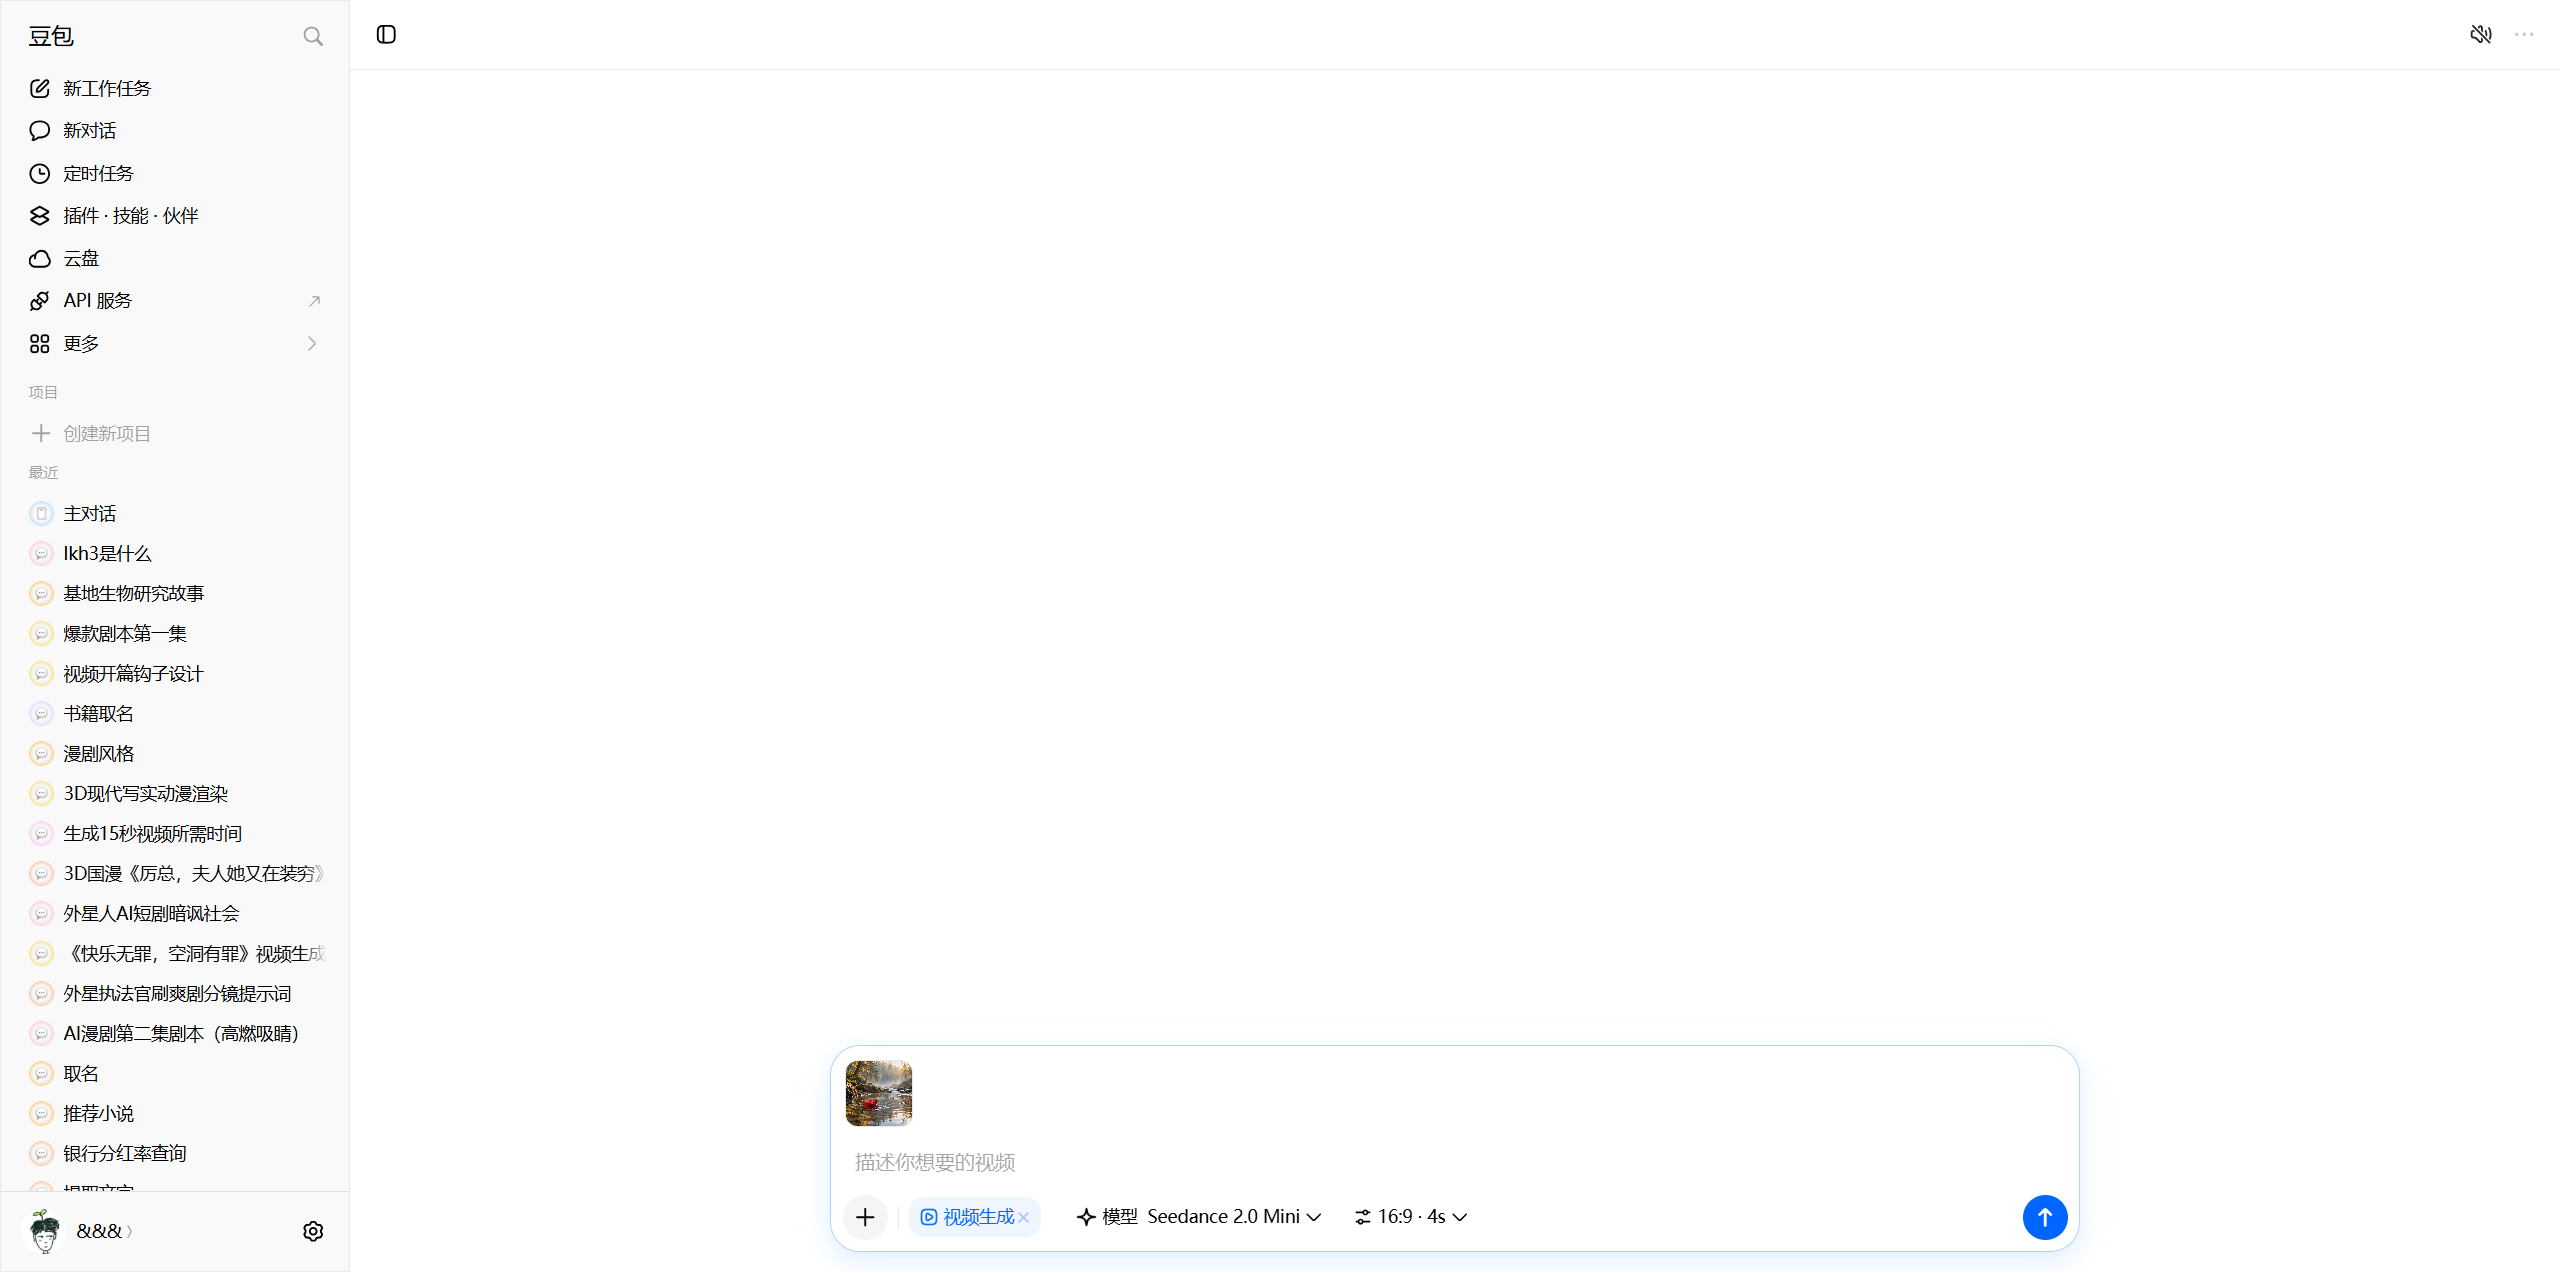 豆包
新工作任务
新对话
定时任务
插件 · 技能 · 伙伴
云盘
API 服务
更多
项目
创建新项目
最近
主对话
lkh3是什么
基地生物研究故事
爆款剧本第一集
视频开篇钩子设计
书籍取名
漫剧风格
3D现代写实动漫渲染
生成15秒视频所需时间
3D国漫《厉总，夫人她又在装穷》
外星人AI短剧暗讽社会
《快乐无罪，空洞有罪》视频生成
外星执法官刷爽剧分镜提示词
AI漫剧第二集剧本（高燃吸睛）
取名
推荐小说
银行分红率查询
&&&
描述你想要的视频
视频生成
模型 Seedance 2.0 Mini
16:9 · 4s